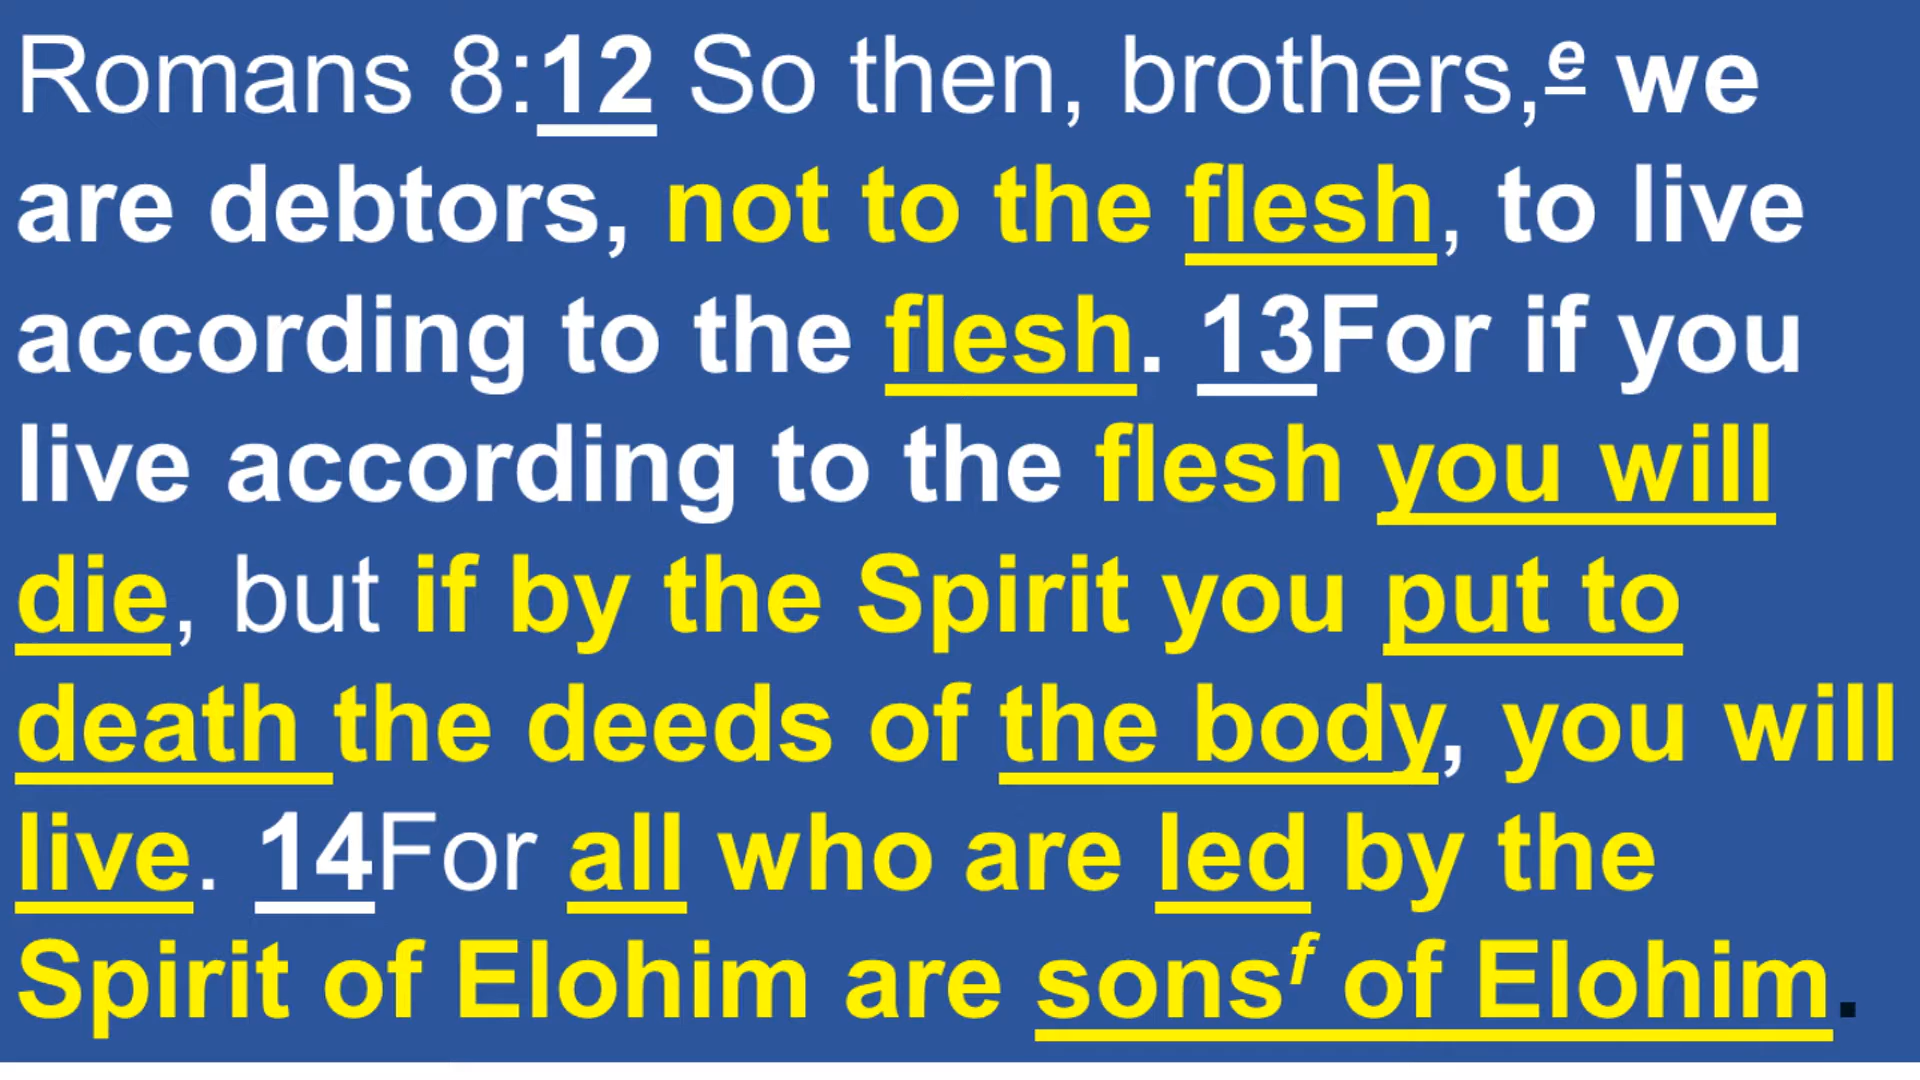 Romans 8:12 So then, brothers,e we
are debtors, not to the flesh, to live
according to the flesh. 13For if you
live according to the flesh you will
die, but if by the Spirit you put to
death the deeds of the body, you will
live. 14For all who are led by the
Spirit of Elohim are sonsf of Elohim.